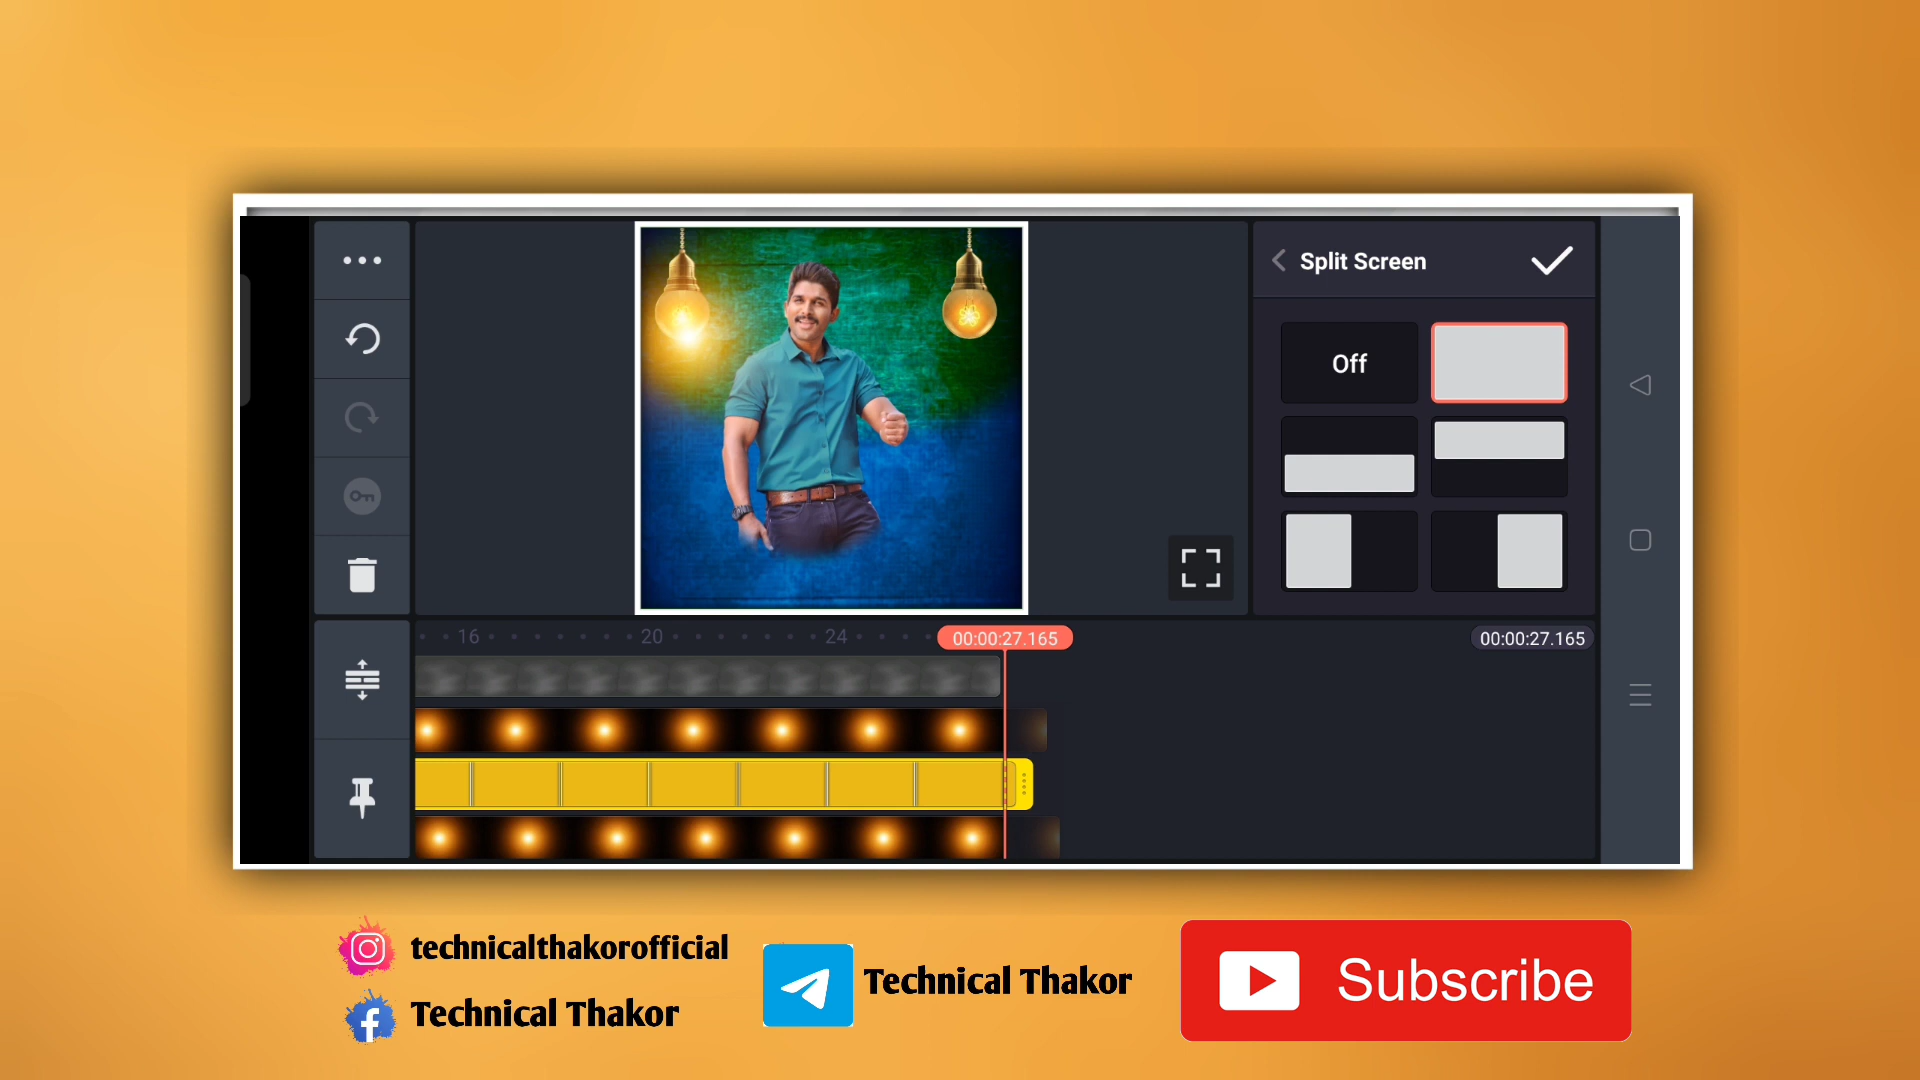 Split Screen
Off
16
20
24
00:00:27.165
00:00:27.165
technicalthakorofficial
Technical Thakor
Technical Thakor
Subscribe